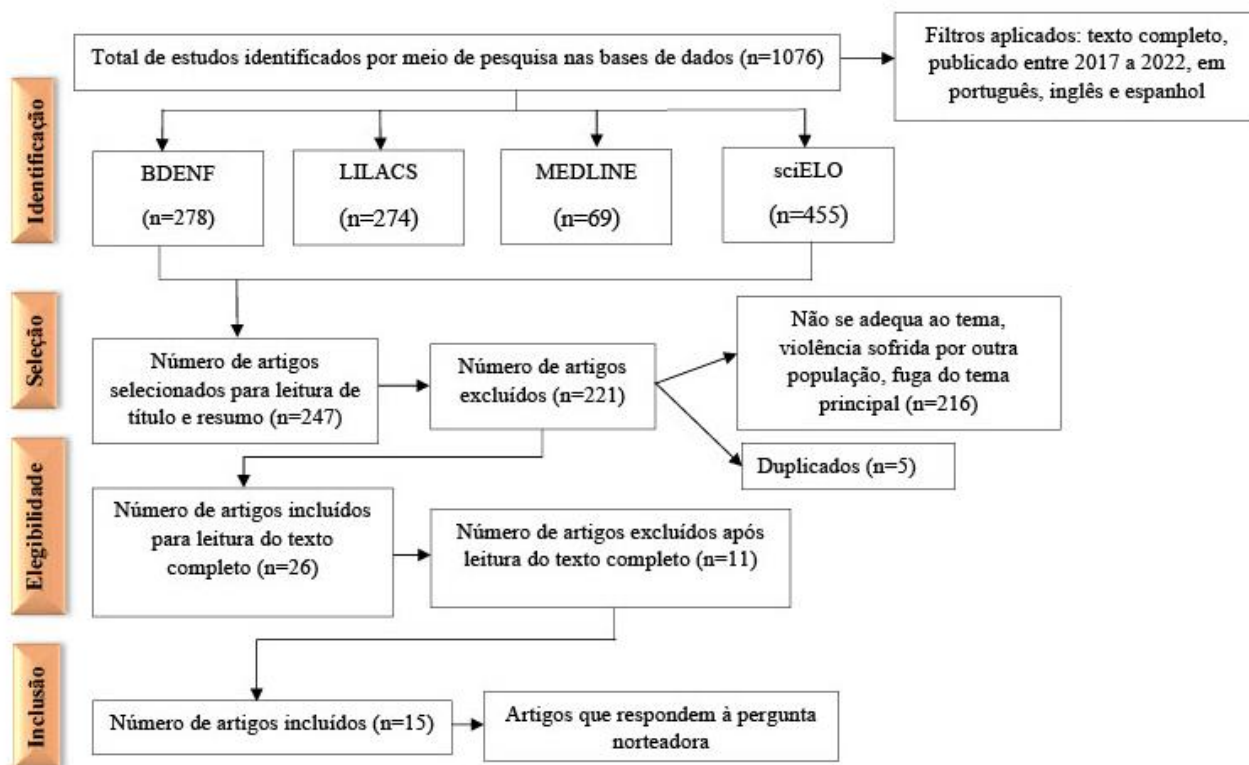 Identificação
Total de estudos identificados por meio de pesquisa nas bases de dados (n=1076)
Filtros aplicados: texto completo,
publicado entre 2017 a 2022, em
português, inglês e espanhol
BDENF
(n=278)
LILACS
(n=274)
MEDLINE
(n=69)
sciELO
(n=455)
Seleção
Número de artigos
selecionados para leitura de
título e resumo (n=247)
Número de artigos
excluídos (n=221)
Não se adequa ao tema,
violência sofrida por outra
população, fuga do tema
principal (n=216)
Duplicados (n=5)
Elegibilidade
Número de artigos incluídos
para leitura do texto
completo (n=26)
Número de artigos excluídos após
leitura do texto completo (n=11)
Inclusão
Número de artigos incluídos (n=15)
Artigos que respondem à pergunta
norteadora